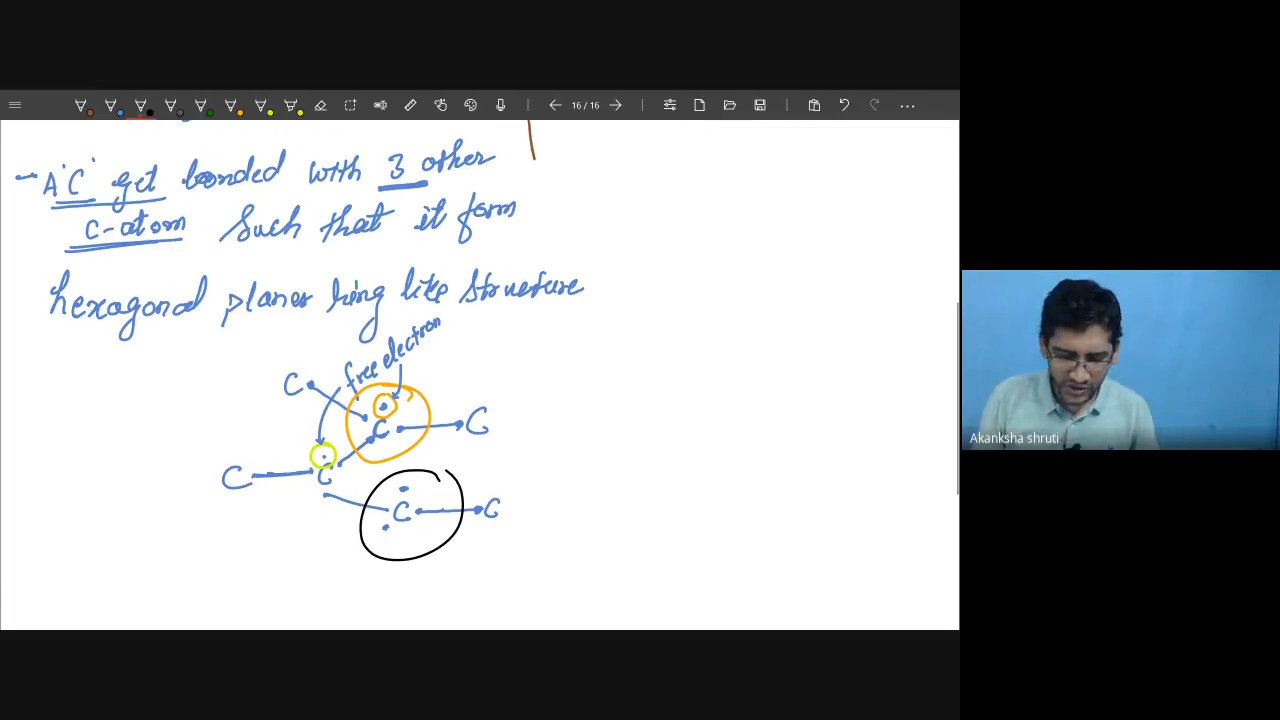 16/16
- A 'C' get bonded with 3 other
C-atom Such that it form
hexagonal planer ring like structure
free electron
C
C C
C C
C C
Akanksha shruti